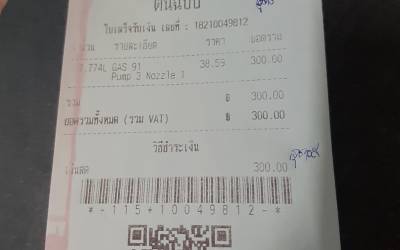 ต้นฉบับ
ใบเสร็จรับเงิน เลขที่ : 18210049812
รายละเอียด ราคา ยอดรวม
7.774L GAS 91 38.59 300.00
Pump 3 Nozzle 1
รวม ฿ 300.00
ยอดรวมทั้งหมด (รวม VAT) ฿ 300.00
วิธีชำระเงิน
เงินสด 300.00
*-115+10049812-*